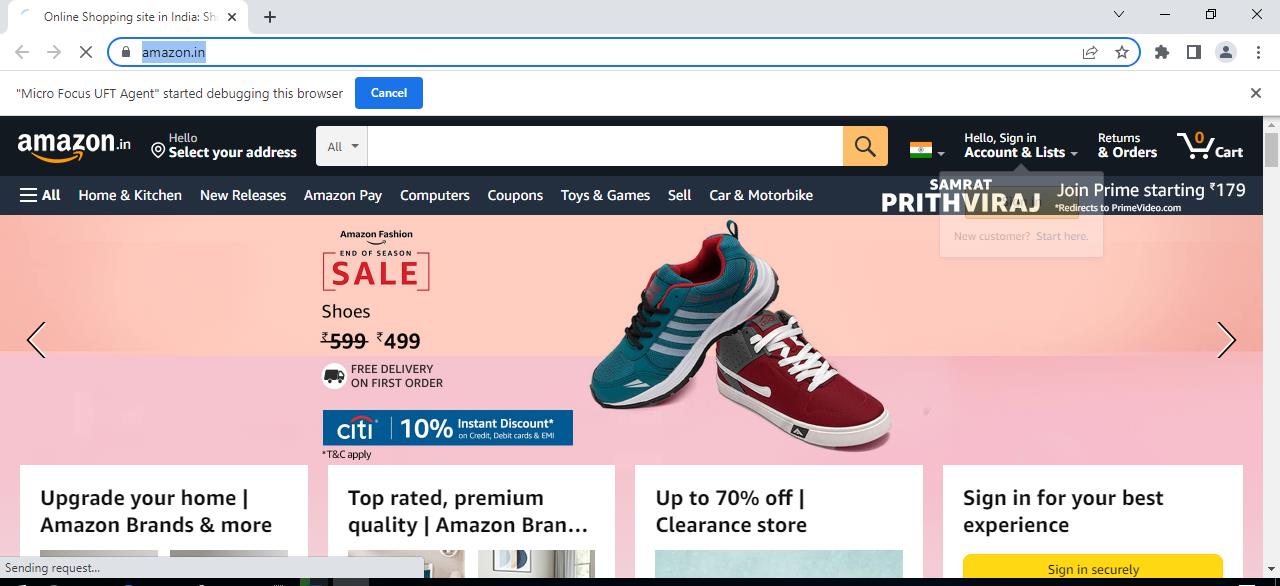 Online Shopping site in India: Sh
amazon.in
"Micro Focus UFT Agent" started debugging this browser
Cancel
amazon.in
Hello
Select your address
All
Hello, Sign in
Account & Lists
Returns
& Orders
0
Cart
All
Home & Kitchen
New Releases
Amazon Pay
Computers
Coupons
Toys & Games
Sell
Car & Motorbike
SAMRAT
PRITHVIRAJ
Join Prime starting ₹179
*Redirects to PrimeVideo.com
New customer? Start here.
Amazon Fashion
END OF SEASON
SALE
Shoes
₹599 ₹499
FREE DELIVERY
ON FIRST ORDER
citi
10%
Instant Discount*
on Credit, Debit cards & EMI
*T&C apply
Upgrade your home |
Amazon Brands & more
Top rated, premium
quality | Amazon Bran...
Up to 70% off |
Clearance store
Sign in for your best
experience
Sign in securely
Sending request...